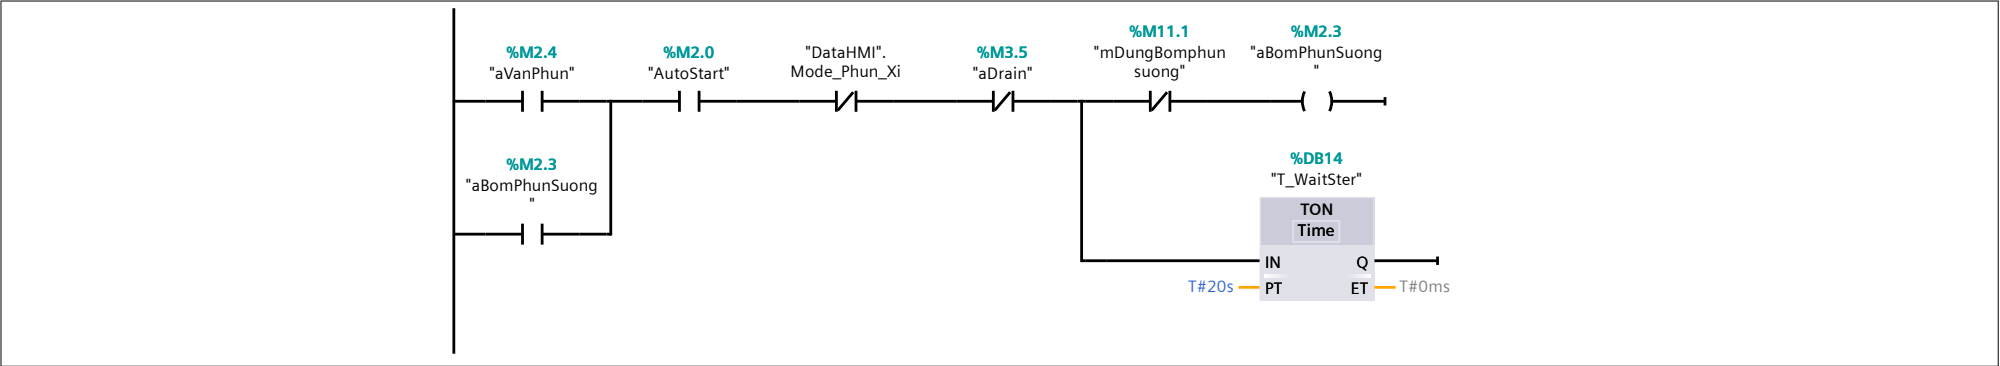 %M2.4
"aVanPhun"
%M2.0
"AutoStart"
"DataHMI".
Mode_Phun_Xi
%M3.5
"aDrain"
%M11.1
"mDungBomphun
suong"
%M2.3
"aBomPhunSuong
"
%M2.3
"aBomPhunSuong
"
%DB14
"T_WaitSter"
TON
Time
IN Q
T#20s PT ET T#0ms